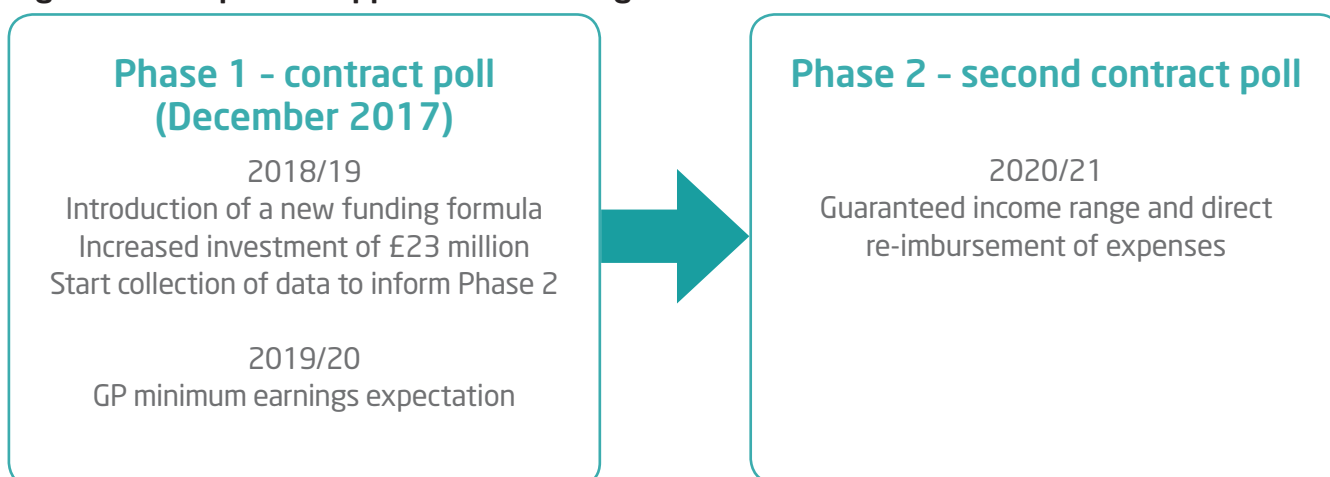 Phase 1 – contract poll
(December 2017)
2018/19
Introduction of a new funding formula
Increased investment of £23 million
Start collection of data to inform Phase 2
2019/20
GP minimum earnings expectation
Phase 2 – second contract poll
2020/21
Guaranteed income range and direct
re-imbursement of expenses